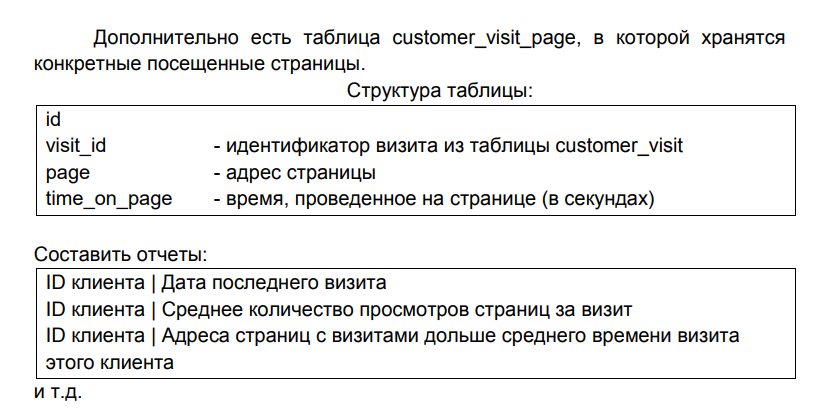 Дополнительно есть таблица customer_visit_page, в которой хранятся
конкретные посещенные страницы.
Структура таблицы:
id
visit_id - идентификатор визита из таблицы customer_visit
page - адрес страницы
time_on_page - время, проведенное на странице (в секундах)
Составить отчеты:
ID клиента | Дата последнего визита
ID клиента | Среднее количество просмотров страниц за визит
ID клиента | Адреса страниц с визитами дольше среднего времени визита
этого клиента
и т.д.